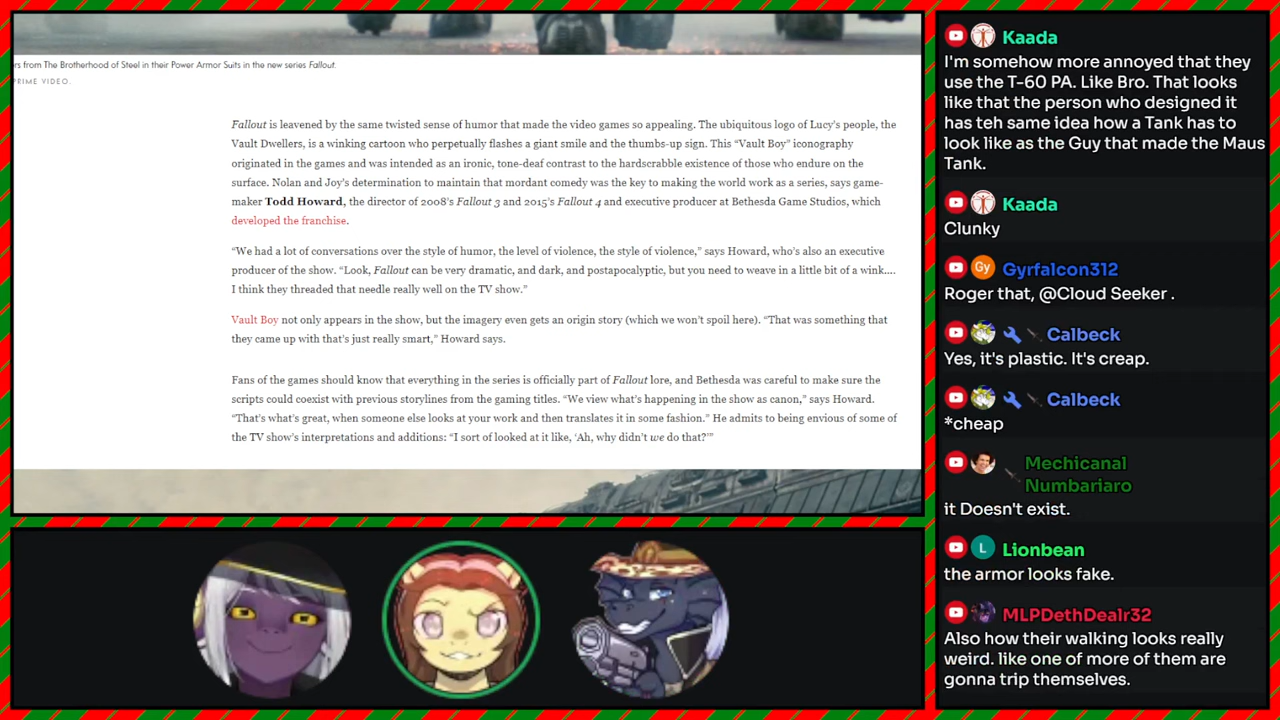 rs from The Brotherhood of Steel in their Power Armor Suits in the new series Fallout.
PRIME VIDEO.
Fallout is leavened by the same twisted sense of humor that made the video games so appealing. The ubiquitous logo of Lucy’s people, the
Vault Dwellers, is a winking cartoon who perpetually flashes a giant smile and the thumbs-up sign. This “Vault Boy” iconography
originated in the games and was intended as an ironic, tone-deaf contrast to the hardscrabble existence of those who endure on the
surface. Nolan and Joy’s determination to maintain that mordant comedy was the key to making the world work as a series, says game-
maker Todd Howard, the director of 2008’s Fallout 3 and 2015’s Fallout 4 and executive producer at Bethesda Game Studios, which
developed the franchise.
“We had a lot of conversations over the style of humor, the level of violence, the style of violence,” says Howard, who’s also an executive
producer of the show. “Look, Fallout can be very dramatic, and dark, and postapocalyptic, but you need to weave in a little bit of a wink….
I think they threaded that needle really well on the TV show.”
Vault Boy not only appears in the show, but the imagery even gets an origin story (which we won’t spoil here). “That was something that
they came up with that’s just really smart,” Howard says.
Fans of the games should know that everything in the series is officially part of Fallout lore, and Bethesda was careful to make sure the
scripts could coexist with previous storylines from the gaming titles. “We view what’s happening in the show as canon,” says Howard.
“That’s what’s great, when someone else looks at your work and then translates it in some fashion.” He admits to being envious of some of
the TV show’s interpretations and additions: “I sort of looked at it like, ‘Ah, why didn’t we do that?’”
Kaada
I'm somehow more annoyed that they
use the T-60 PA. Like Bro. That looks
like that the person who designed it
has teh same idea how a Tank has to
look like as the Guy that made the Maus
Tank.
Kaada
Clunky
Gy Gyrfalcon312
Roger that, @Cloud Seeker .
Calbeck
Yes, it's plastic. It's creap.
Calbeck
*cheap
Mechicanal
Numbariaro
it Doesn't exist.
L Lionbean
the armor looks fake.
MLPDethDealr32
Also how their walking looks really
weird. like one of more of them are
gonna trip themselves.